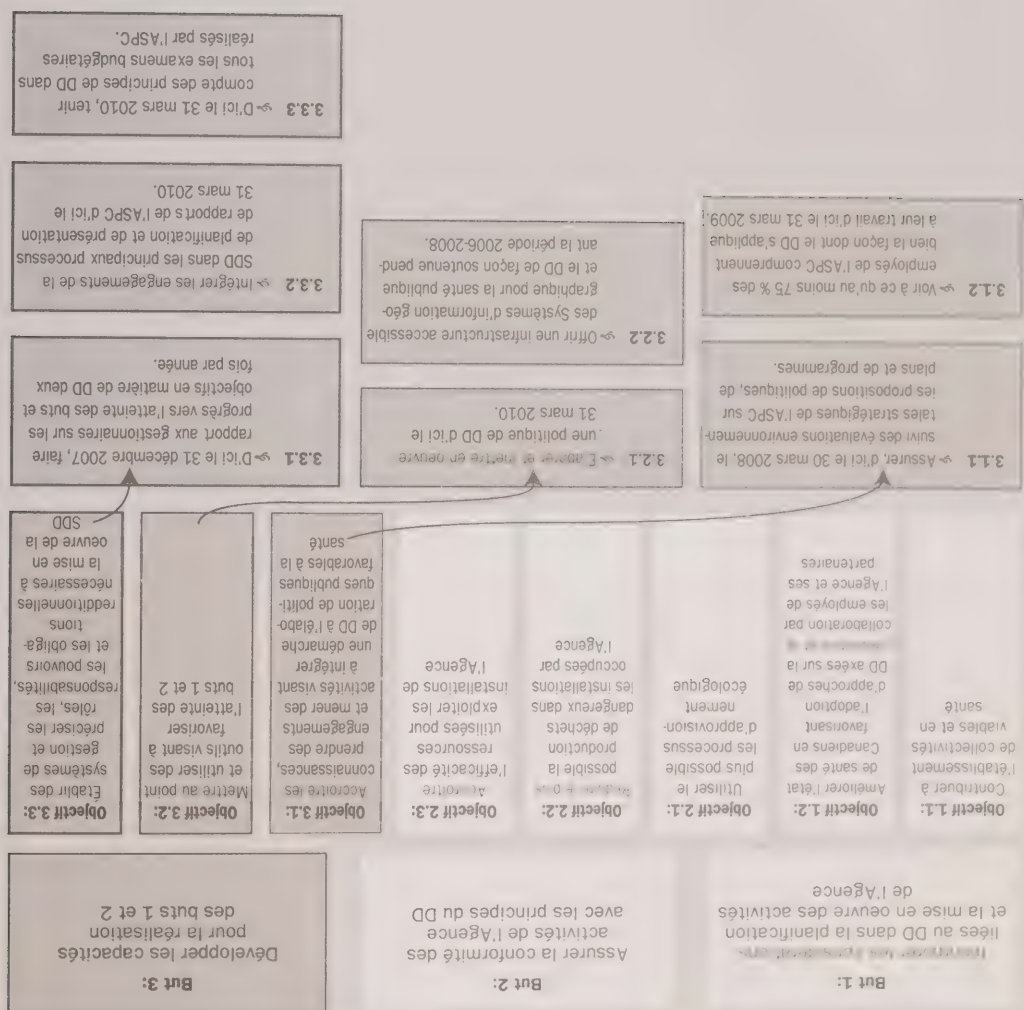 But 1:
liés au DD dans la planification
et la mise en oeuvre des activités
de l'Agence
But 2:
Assurer la conformité des
activités de l'Agence
avec les principes du DD
But 3:
Développer les capacités
pour la réalisation
des buts 1 et 2
Objectif 1.1:
Contribuer à
l'établissement
de collectivités
viables et en
santé
Objectif 1.2:
Améliorer l'état
de santé des
Canadiens en
favorisant
l'adoption
d'approches de
DD axées sur la
collaboration par
les employés de
l'Agence et ses
partenaires
Objectif 2.1:
Utiliser le
plus possible
les processus
d'approvision-
nement
écologique
Objectif 2.2:
possible la
production
de déchets
dangereux dans
les installations
occupées par
l'Agence
Objectif 2.3:
Accroître
l'efficacité des
ressources
utilisées pour
exploiter les
installations de
l'Agence
Objectif 3.1:
Accroître les
connaissances,
prendre des
engagements
et mener des
activités visant
à intégrer
une démarche
de DD à l'élabo-
ration de politi-
ques publiques
favorables à la
santé
Objectif 3.2:
Mettre au point
et utiliser des
outils visant à
favoriser
l'atteinte des
buts 1 et 2
Objectif 3.3:
Établir des
systèmes de
gestion et
préciser les
rôles, les
responsabilités,
les pouvoirs
et les obliga-
tions
redditionnelles
nécessaires à
la mise en
oeuvre de la
SDD
3.1.1 Assurer, d'ici le 30 mars 2008, le
suivi des évaluations environnemen-
tales stratégiques de l'ASPC sur
les propositions de politiques, de
plans et de programmes.
3.1.2 Voir à ce qu'au moins 75 % des
employés de l'ASPC comprennent
bien la façon dont le DD s'applique
à leur travail d'ici le 31 mars 2009.
3.2.1 Élaborer et mettre en oeuvre
une politique de DD d'ici le
31 mars 2010.
3.2.2 Offrir une infrastructure accessible
des Systèmes d'information géo-
graphique pour la santé publique
et le DD de façon soutenue pend-
ant la période 2006-2008.
3.3.1 D'ici le 31 décembre 2007, faire
rapport aux gestionnaires sur les
progrès vers l'atteinte des buts et
objectifs en matière de DD deux
fois par année.
3.3.2 Intégrer les engagements de la
SDD dans les principaux processus
de planification et de présentation
de rapports de l'ASPC d'ici le
31 mars 2010.
3.3.3 D'ici le 31 mars 2010, tenir
compte des principes de DD dans
tous les examens budgétaires
réalisés par l'ASPC.